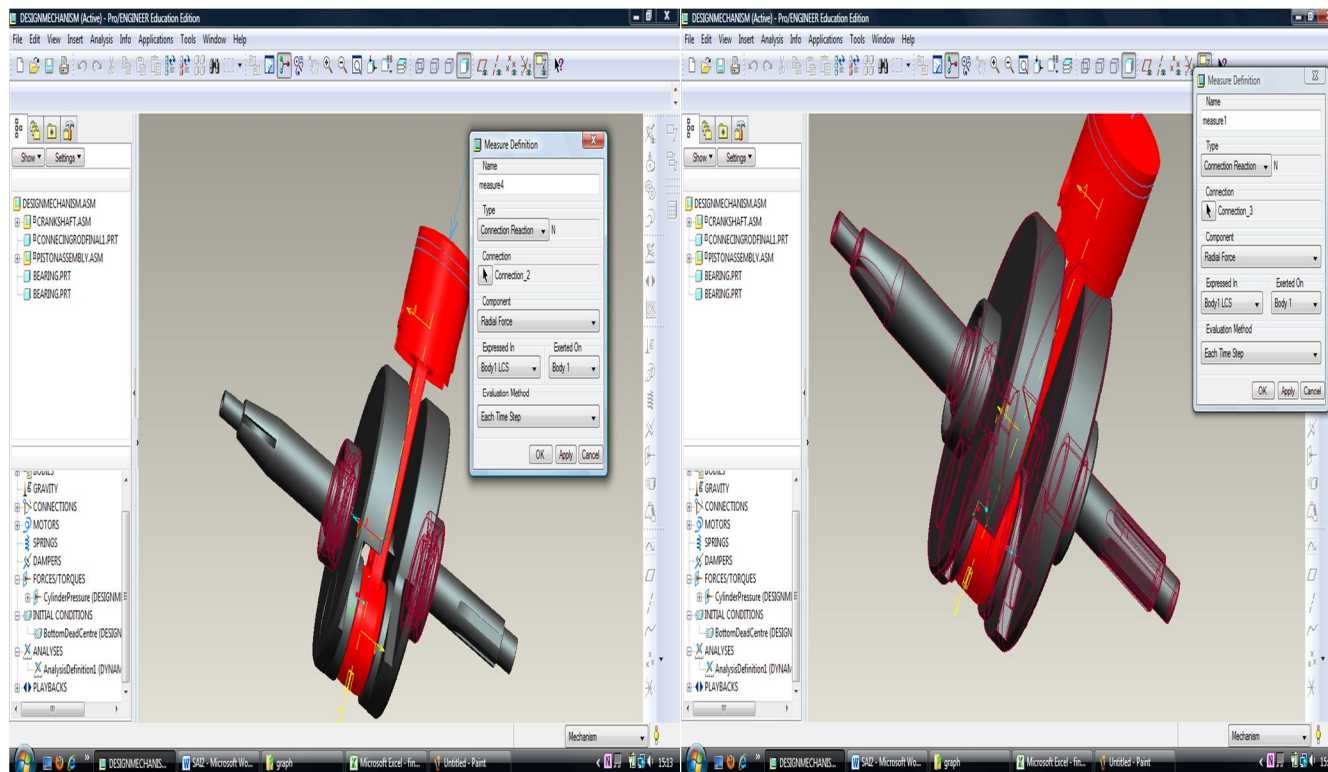 DESIGNMECHANISM (Active) - Pro/ENGINEER Education Edition
File Edit View Insert Analysis Info Applications Tools Window Help
Show Settings
DESIGNMECHANISM.ASM
CRANKSHAFT.ASM
CONNECINGRODFINAL1.PRT
PISTONASSEMBLY.ASM
BEARING.PRT
BEARING.PRT
BODIES
GRAVITY
CONNECTIONS
MOTORS
SPRINGS
DAMPERS
FORCES/TORQUES
CylinderPressure (DESIGNMI
INITIAL CONDITIONS
BottomDeadCentre (DESIGN
ANALYSES
AnalysisDefinition1 (DYNAM
PLAYBACKS
Measure Definition
Name
measure4
Type
Connection Reaction N
Connection
Connection_2
Component
Radial Force
Expressed In Exerted On
Body1 LCS Body 1
Evaluation Method
Each Time Step
OK Apply Cancel
Mechanism
DESIGNMECHANIS... SAI2 - Microsoft Wo... graph Microsoft Excel - fin... Untitled - Paint 15:13
DESIGNMECHANISM (Active) - Pro/ENGINEER Education Edition
File Edit View Insert Analysis Info Applications Tools Window Help
Show Settings
DESIGNMECHANISM.ASM
CRANKSHAFT.ASM
CONNECINGRODFINAL1.PRT
PISTONASSEMBLY.ASM
BEARING.PRT
BEARING.PRT
BODIES
GRAVITY
CONNECTIONS
MOTORS
SPRINGS
DAMPERS
FORCES/TORQUES
CylinderPressure (DESIGNMI
INITIAL CONDITIONS
BottomDeadCentre (DESIGN
ANALYSES
AnalysisDefinition1 (DYNAM
PLAYBACKS
Measure Definition
Name
measure1
Type
Connection Reaction N
Connection
Connection_3
Component
Radial Force
Expressed In Exerted On
Body1 LCS Body 1
Evaluation Method
Each Time Step
OK Apply Cancel
Mechanism
DESIGNMECHANIS... SAI2 - Microsoft Wo... graph Microsoft Excel - fin... Untitled - Paint